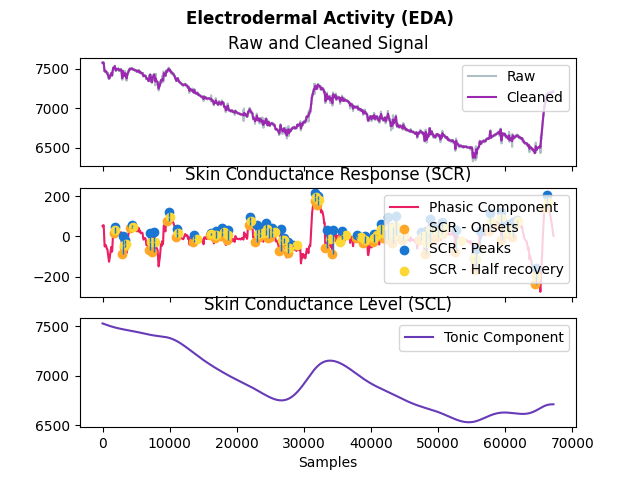 Electrodermal Activity (EDA)
Raw and Cleaned Signal
7500
7000
6500
Raw
Cleaned
Skin Conductance Response (SCR)
200
0
−200
Phasic Component
SCR - Onsets
SCR - Peaks
SCR - Half recovery
Skin Conductance Level (SCL)
7500
7000
6500
Tonic Component
0 10000 20000 30000 40000 50000 60000 70000
Samples